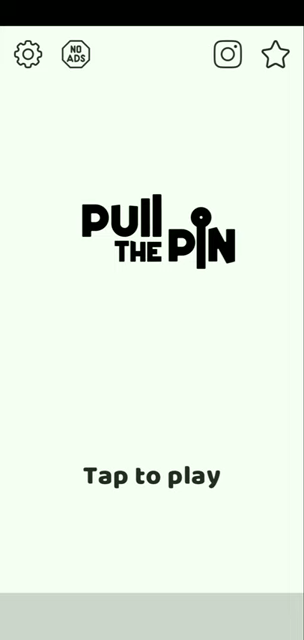 NO
ADS
PUll
THE PIN
Tap to play